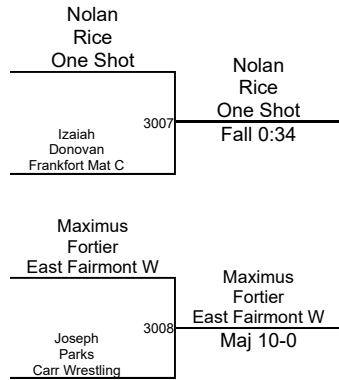 Nolan
Rice
One Shot
3007
Izaiah
Donovan
Frankfort Mat C
Nolan
Rice
One Shot
Fall 0:34
Maximus
Fortier
East Fairmont W
3008
Joseph
Parks
Carr Wrestling
Maximus
Fortier
East Fairmont W
Maj 10-0